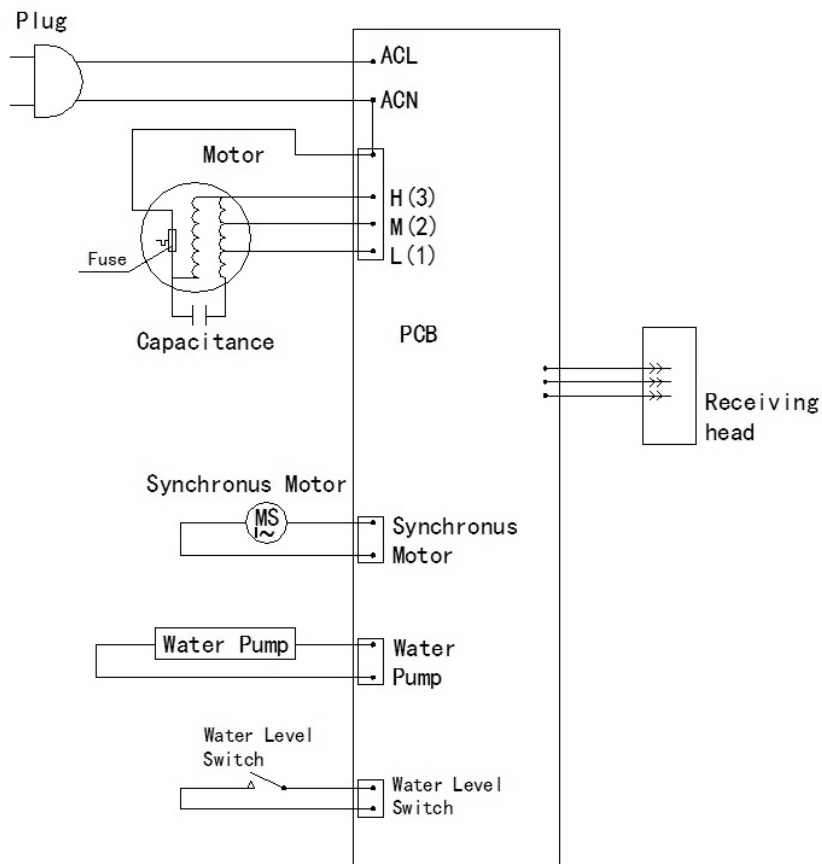 Plug
ACL
ACN
Motor
H(3)
M(2)
L(1)
Fuse
Capacitance
PCB
Receiving
head
Synchronus Motor
MS
~
Synchronus
Motor
Water Pump
Water
Pump
Water Level
Switch
Water Level
Switch